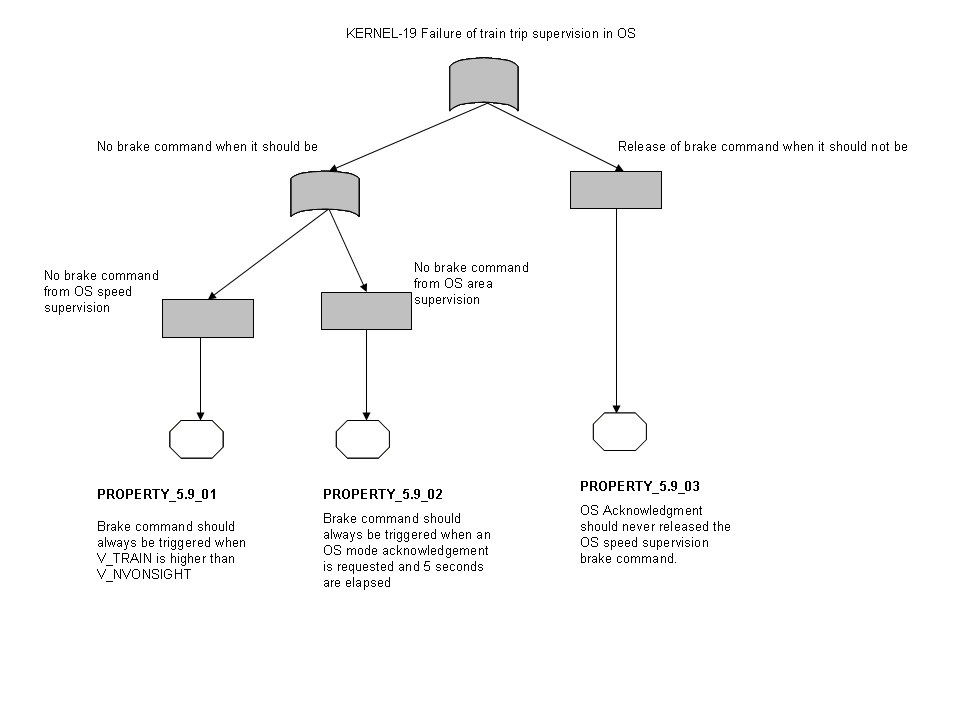 KERNEL-19 Failure of train trip supervision in OS
No brake command when it should be
Release of brake command when it should not be
No brake command
from OS speed
supervision
No brake command
from OS area
supervision
PROPERTY_5.9_01
Brake command should
always be triggered when
V_TRAIN is higher than
V_NVONSIGHT
PROPERTY_5.9_02
Brake command should
always be triggered when an
OS mode acknowledgement
is requested and 5 seconds
are elapsed
PROPERTY_5.9_03
OS Acknowledgment
should never released the
OS speed supervision
brake command.